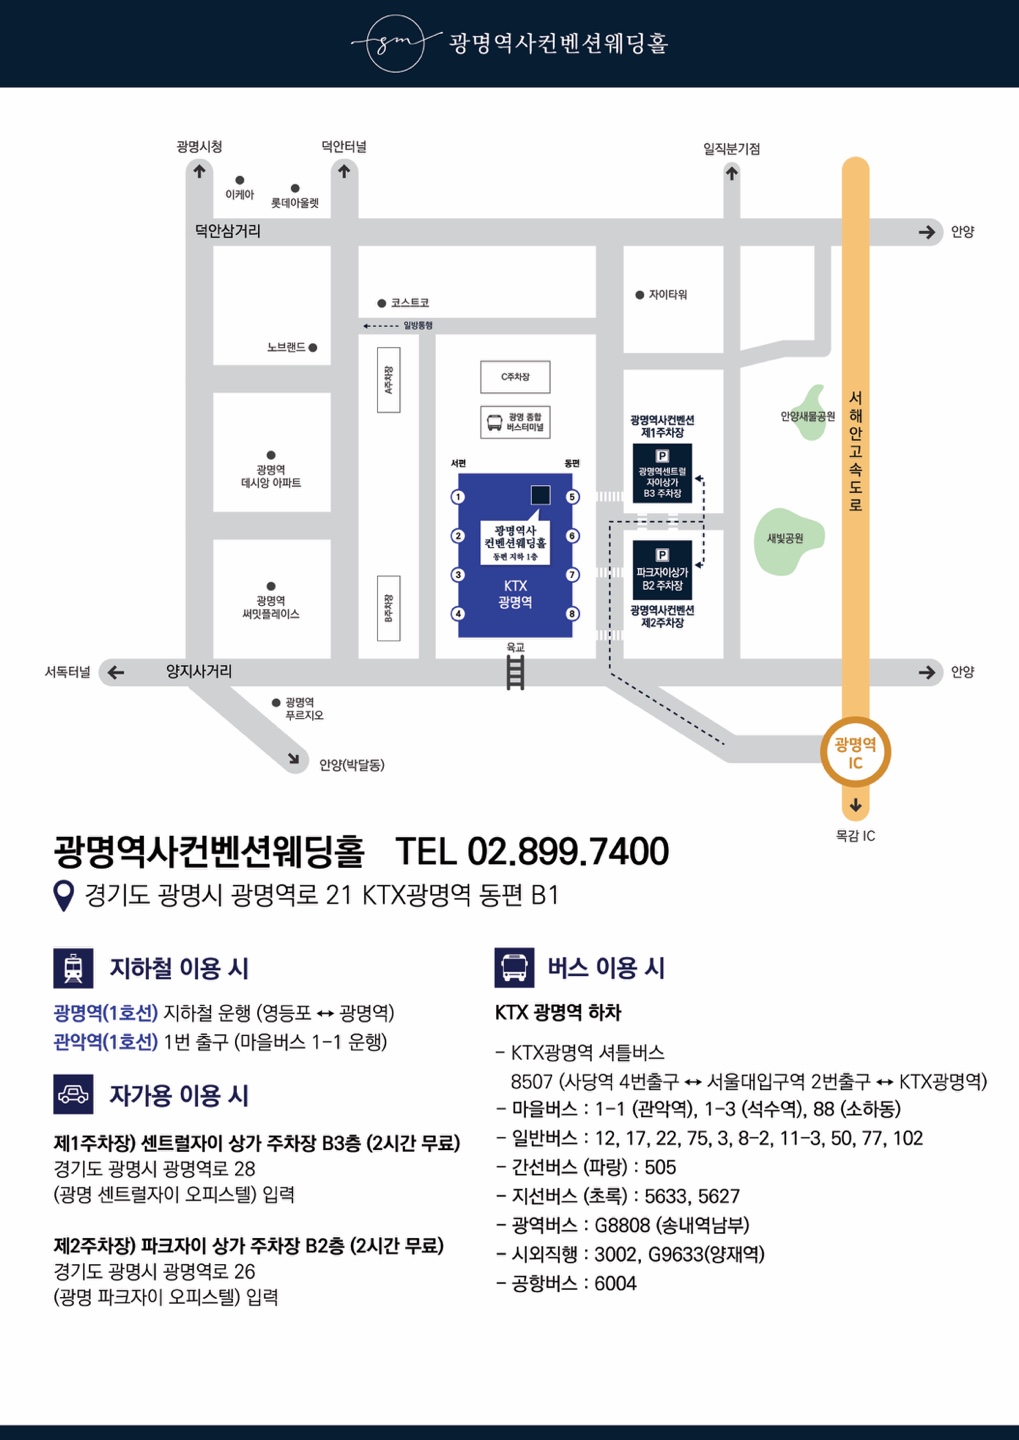 gm 광명역사컨벤션웨딩홀
광명시청
덕안터널
일직분기점
이케아
롯데아울렛
덕안삼거리
안양
코스트코
자이타워
일방통행
노브랜드
A주차장
C주차장
광명 종합
버스터미널
안양새물공원
서해안고속도로
광명역사컨벤션
제1주차장
P
광명역센트럴
자이상가
B3 주차장
서편
동편
1
5
2
6
3
7
4
8
광명역사
컨벤션웨딩홀
동편 지하 1층
KTX
광명역
광명역
데시앙 아파트
새빛공원
P
파크자이상가
B2 주차장
광명역사컨벤션
제2주차장
광명역
써밋플레이스
B주차장
육교
서독터널
양지사거리
안양
광명역
푸르지오
안양(박달동)
광명역
IC
목감 IC
광명역사컨벤션웨딩홀 TEL 02.899.7400
경기도 광명시 광명역로 21 KTX광명역 동편 B1
지하철 이용 시
광명역(1호선) 지하철 운행 (영등포 ↔ 광명역)
관악역(1호선) 1번 출구 (마을버스 1-1 운행)
자가용 이용 시
제1주차장) 센트럴자이 상가 주차장 B3층 (2시간 무료)
경기도 광명시 광명역로 28
(광명 센트럴자이 오피스텔) 입력
제2주차장) 파크자이 상가 주차장 B2층 (2시간 무료)
경기도 광명시 광명역로 26
(광명 파크자이 오피스텔) 입력
버스 이용 시
KTX 광명역 하차
- KTX광명역 셔틀버스
8507 (사당역 4번출구 ↔ 서울대입구역 2번출구 ↔ KTX광명역)
- 마을버스 : 1-1 (관악역), 1-3 (석수역), 88 (소하동)
- 일반버스 : 12, 17, 22, 75, 3, 8-2, 11-3, 50, 77, 102
- 간선버스 (파랑) : 505
- 지선버스 (초록) : 5633, 5627
- 광역버스 : G8808 (송내역남부)
- 시외직행 : 3002, G9633(양재역)
- 공항버스 : 6004